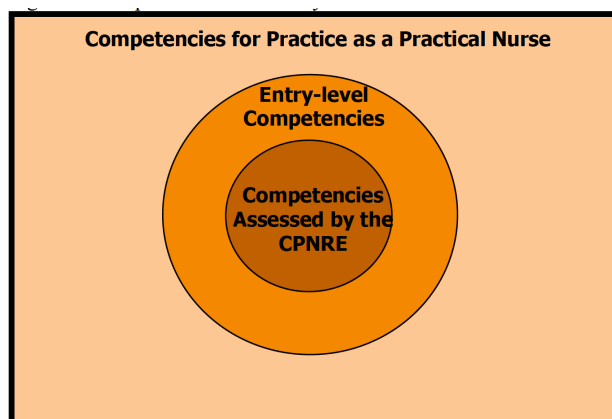 Competencies for Practice as a Practical Nurse
Entry-level
Competencies
Competencies
Assessed by the
CPNRE